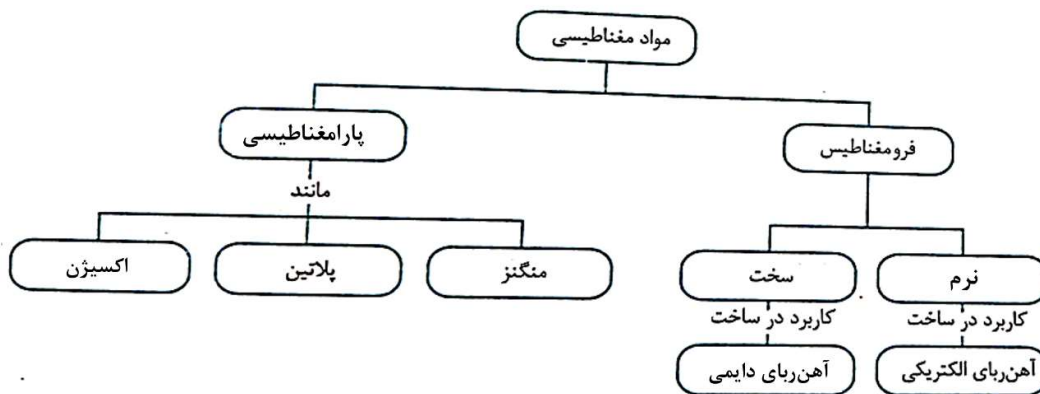 مواد مغناطیسی
پارامغناطیسی
فرومغناطیس
مانند
اکسیژن
پلاتین
منگنز
سخت
نرم
کاربرد در ساخت
کاربرد در ساخت
آهن‌ربای دایمی
آهن‌ربای الکتریکی